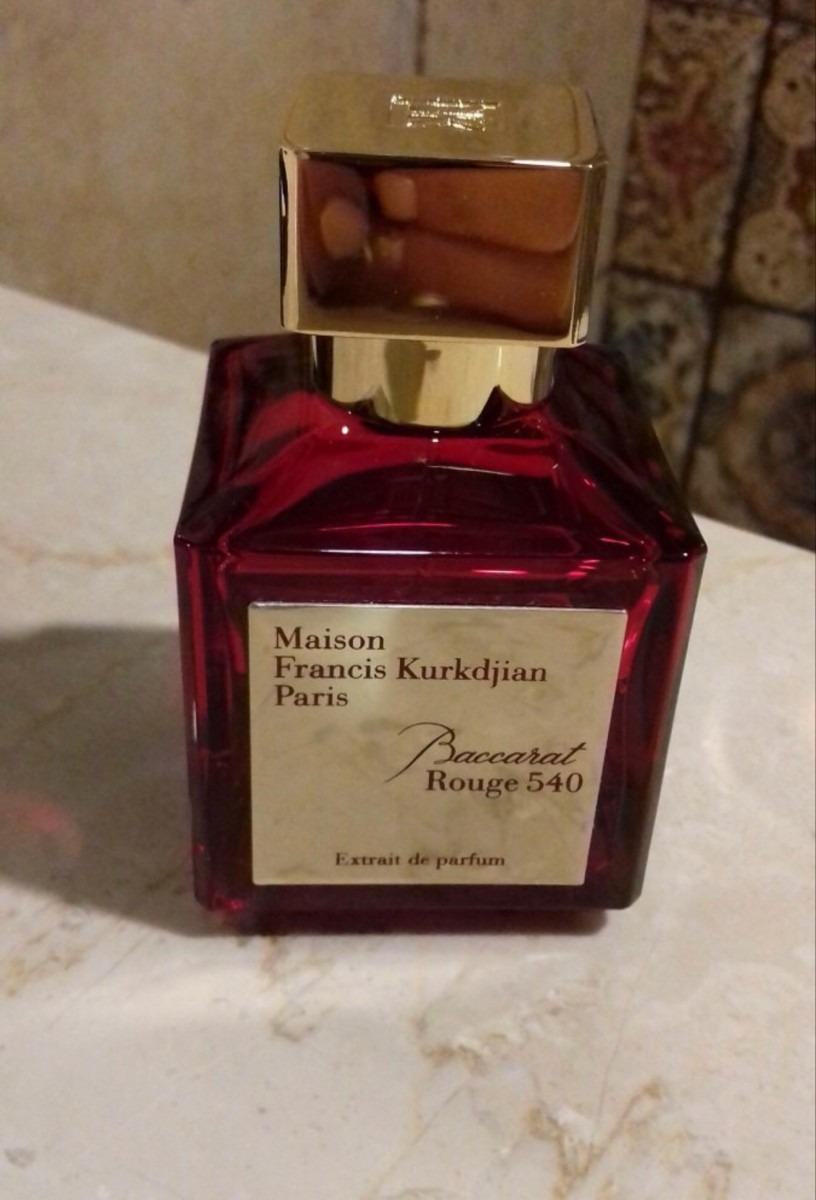 Maison
Francis Kurkdjian
Paris
Baccarat
Rouge 540
Extrait de parfum